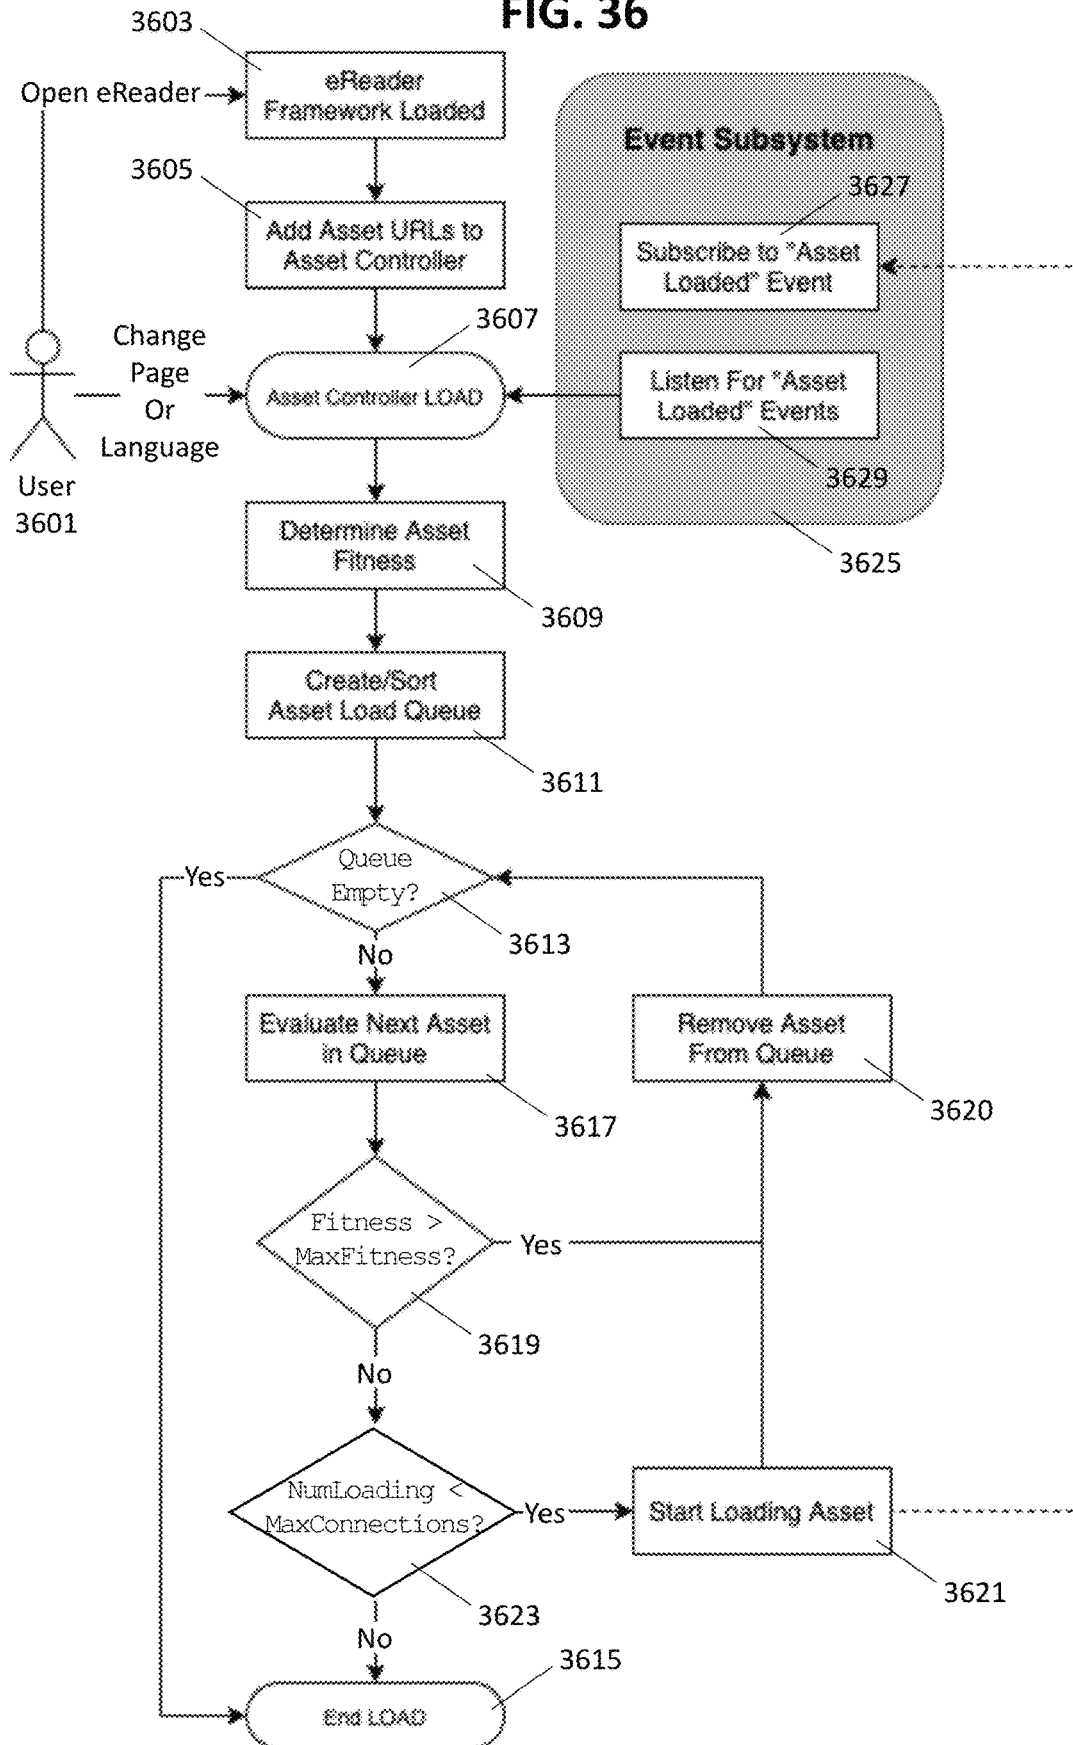 FIG. 36
3603
Open eReader
eReader
Framework Loaded
3605
Add Asset URLs to
Asset Controller
Event Subsystem
3627
Subscribe to "Asset
Loaded" Event
3607
Change
Page
Or
Language
Asset Controller LOAD
Listen For "Asset
Loaded" Events
3629
User
3601
3625
Determine Asset
Fitness
3609
Create/Sort
Asset Load Queue
3611
Queue
Empty?
Yes
3613
No
Evaluate Next Asset
in Queue
3617
Remove Asset
From Queue
3620
Fitness >
MaxFitness?
Yes
3619
No
NumLoading <
MaxConnections?
Yes
Start Loading Asset
3621
3623
No
3615
End LOAD